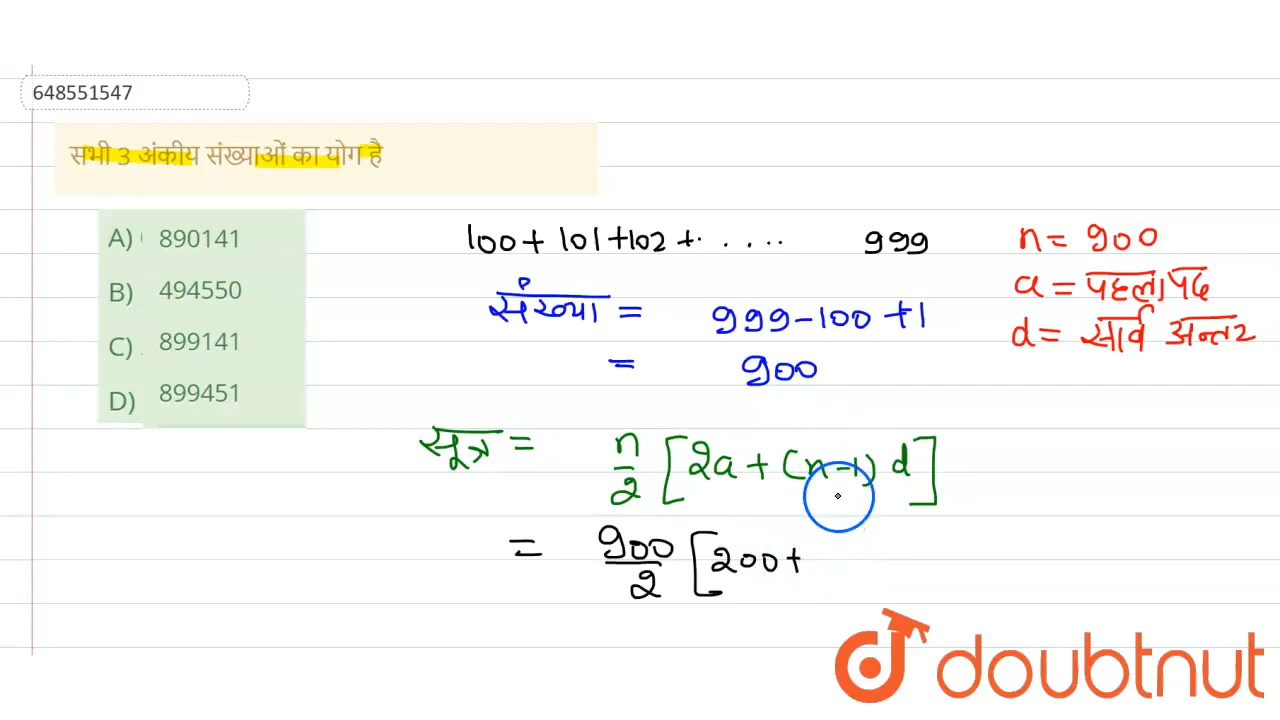 648551547
सभी 3 अंकीय संख्याओं का योग है
A) 890141
B) 494550
C) 899141
D) 899451
100 + 101 + 102 + . . . . . 999
संख्या = 999 - 100 + 1
= 900
n = 900
a = पहला पद
d = सार्व अन्तर
सूत्र = n/2 [2a + (n-1) d]
= 900/2 [200 +
doubtnut